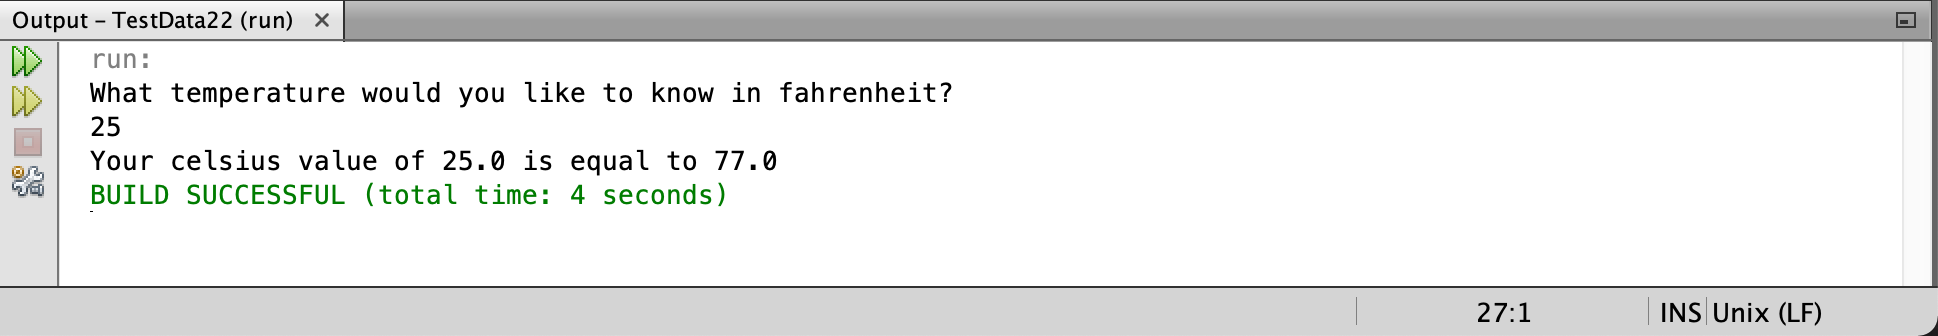 Output – TestData22 (run)
run:
What temperature would you like to know in fahrenheit?
25
Your celsius value of 25.0 is equal to 77.0
BUILD SUCCESSFUL (total time: 4 seconds)
27:1 INS Unix (LF)